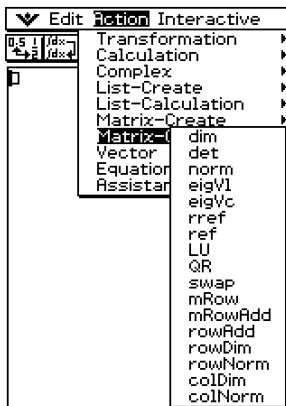 Edit Action Interactive
Transformation
Calculation
Complex
List-Create
List-Calculation
Matrix-Create
Matrix-C
Vector
Equation
Assistan
dim
det
norm
eigVl
eigVc
rref
ref
LU
QR
swap
mRow
mRowAdd
rowAdd
rowDim
rowNorm
colDim
colNorm